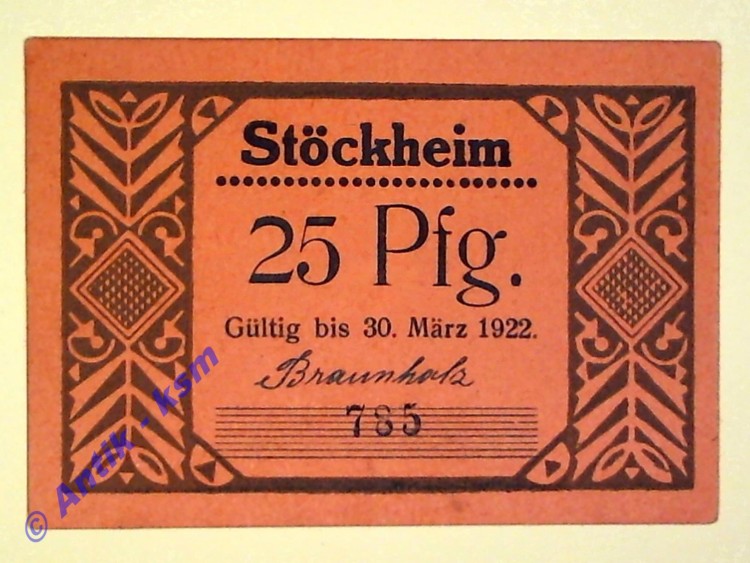 Stöckheim
25 Pfg.
Gültig bis 30. März 1922.
Braunholz
785
© Antik - ksm